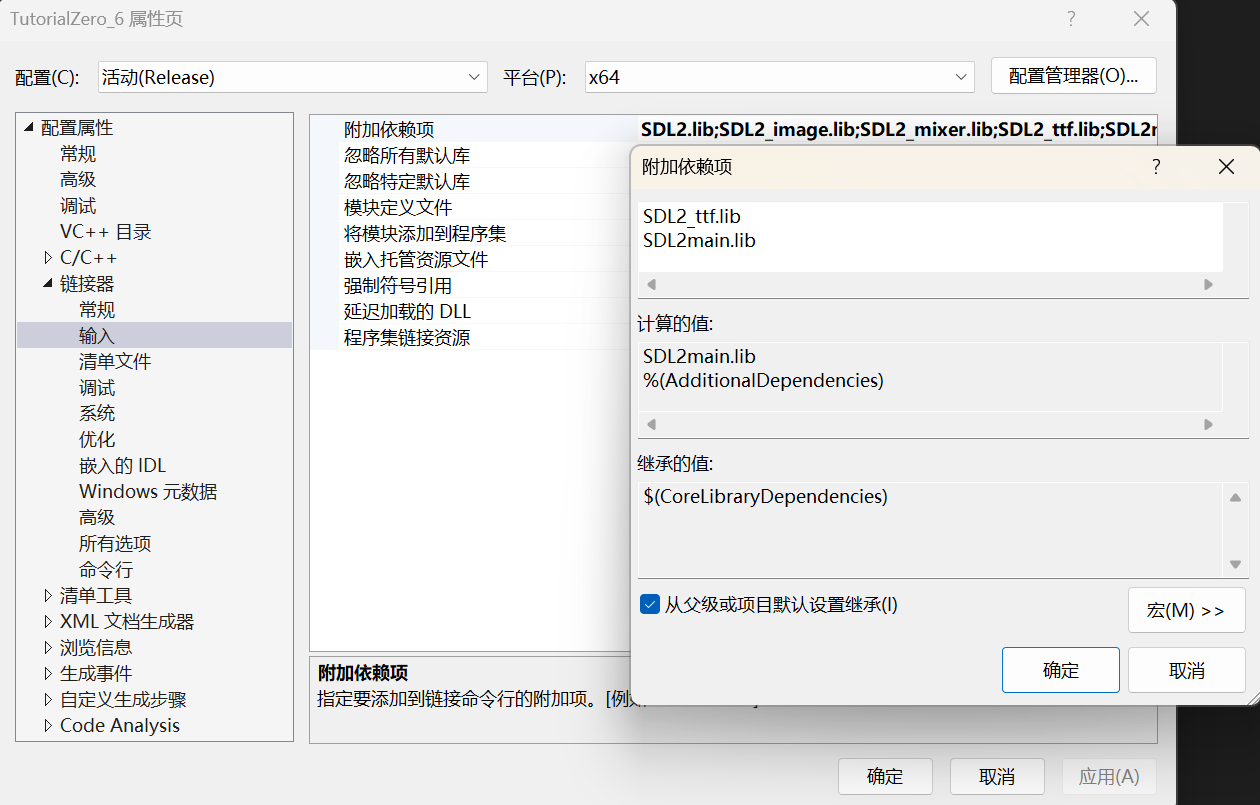 TutorialZero_6 属性页
配置(C): 活动(Release) 平台(P): x64 配置管理器(O)...
配置属性
常规
高级
调试
VC++ 目录
C/C++
链接器
常规
输入
清单文件
调试
系统
优化
嵌入的 IDL
Windows 元数据
高级
所有选项
命令行
清单工具
XML 文档生成器
浏览信息
生成事件
自定义生成步骤
Code Analysis
附加依赖项 SDL2.lib;SDL2_image.lib;SDL2_mixer.lib;SDL2_ttf.lib;SDL2
忽略所有默认库
忽略特定默认库
模块定义文件
将模块添加到程序集
嵌入托管资源文件
强制符号引用
延迟加载的 DLL
程序集链接资源
附加依赖项
指定要添加到链接命令行的附加项。[例
附加依赖项
SDL2_ttf.lib
SDL2main.lib
计算的值:
SDL2main.lib
%(AdditionalDependencies)
继承的值:
$(CoreLibraryDependencies)
从父级或项目默认设置继承(I)
宏(M) >>
确定 取消
确定 取消 应用(A)